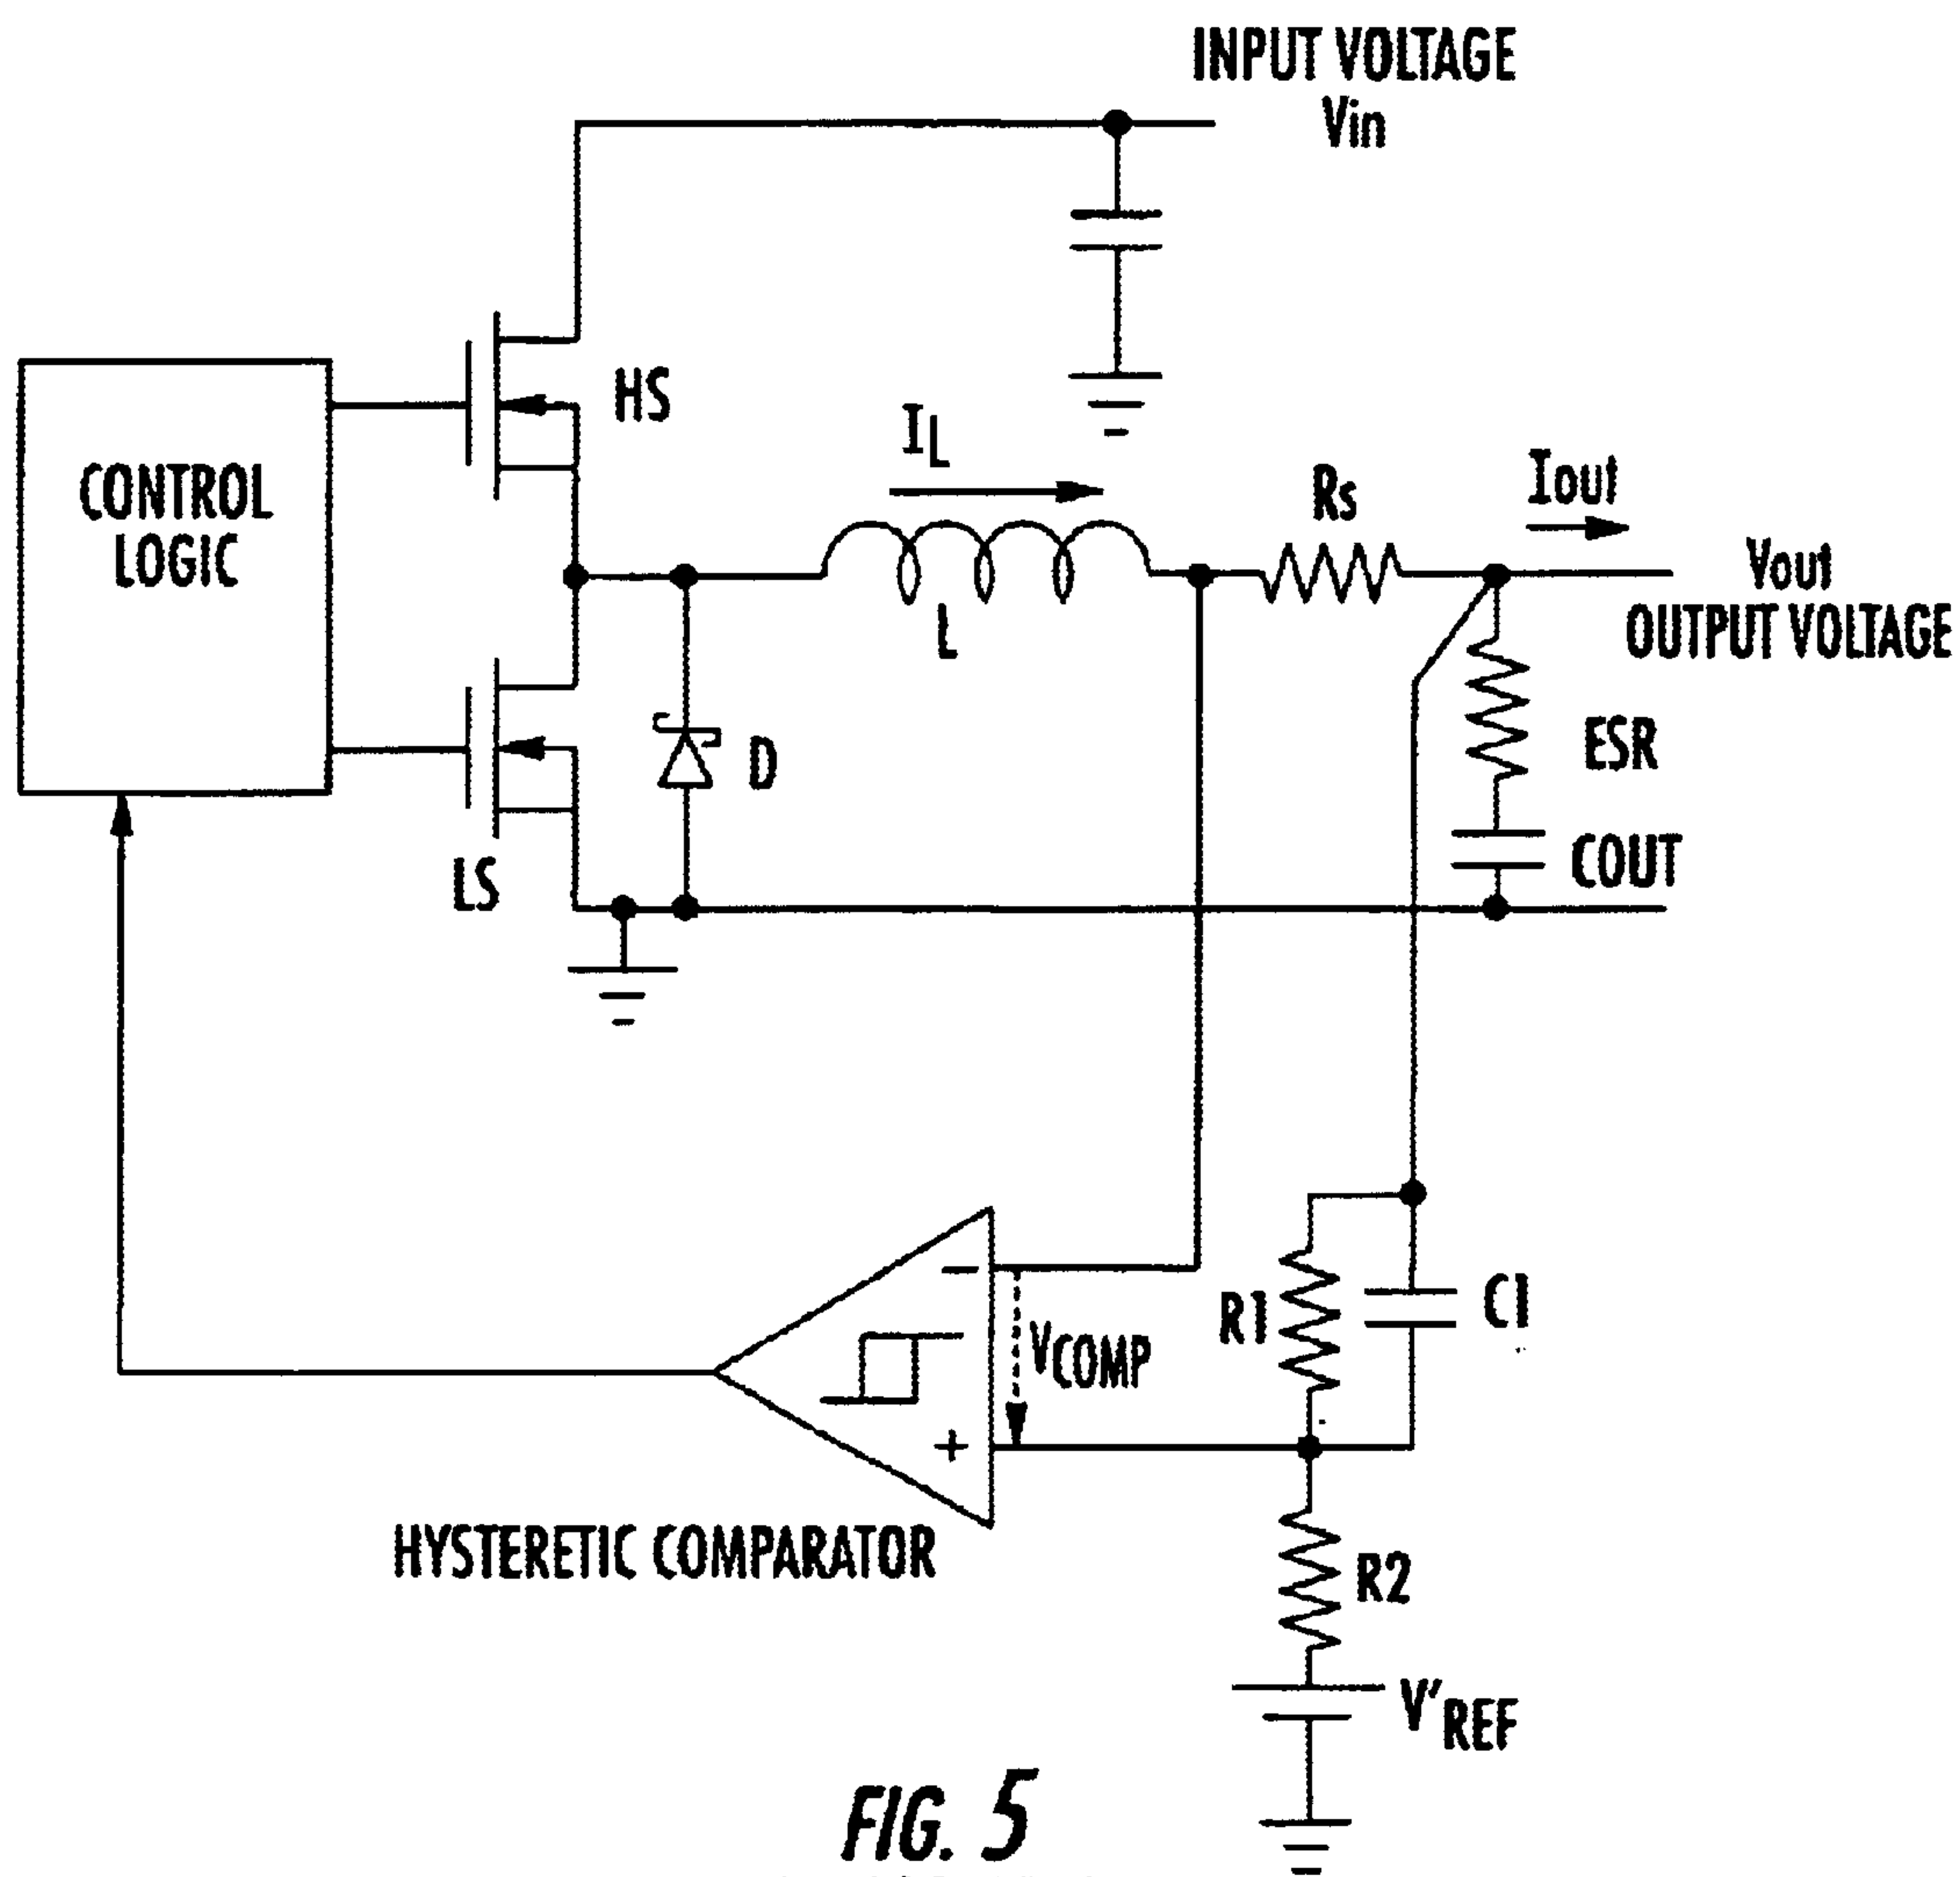 INPUT VOLTAGE
Vin
HS
CONTROL
LOGIC
IL
Rs
Iout
Vout
OUTPUT VOLTAGE
L
ESR
D
COUT
LS
−
R1
C1
VCOMP
+
HYSTERETIC COMPARATOR
R2
V'REF
FIG. 5